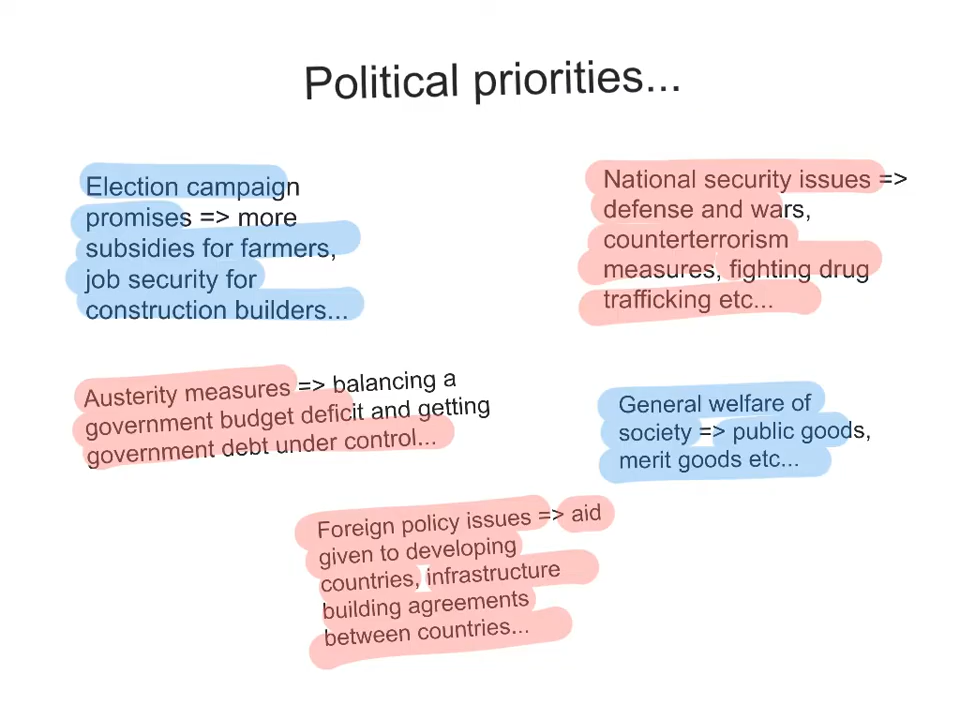 Political priorities...
Election campaign
promises => more
subsidies for farmers,
job security for
construction builders...
National security issues =>
defense and wars,
counterterrorism
measures, fighting drug
trafficking etc...
Austerity measures => balancing a
government budget deficit and getting
government debt under control...
General welfare of
society => public goods,
merit goods etc...
Foreign policy issues => aid
given to developing
countries, infrastructure
building agreements
between countries...